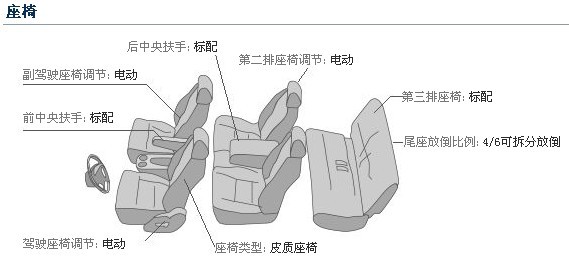 座椅
后中央扶手: 标配
第二排座椅调节: 电动
副驾驶座椅调节: 电动
第三排座椅: 标配
前中央扶手: 标配
尾座放倒比例: 4/6可拆分放倒
驾驶座椅调节: 电动
座椅类型: 皮质座椅